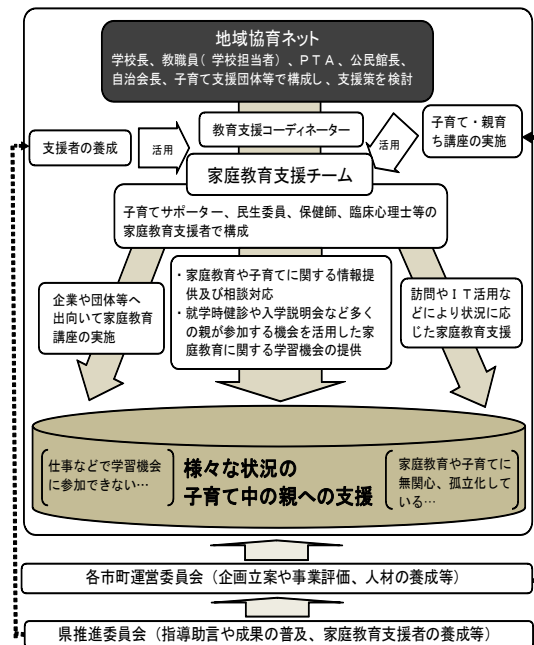 地域協育ネット
学校長、教職員(学校担当者)、PTA、公民館長、
自治会長、子育て支援団体等で構成し、支援策を検討
教育支援コーディネーター
支援者の養成
活用
活用
子育て・親育
ち講座の実施
家庭教育支援チーム
子育てサポーター、民生委員、保健師、臨床心理士等の
家庭教育支援者で構成
企業や団体等へ
出向いて家庭教育
講座の実施
・家庭教育や子育てに関する情報提
供及び相談対応
・就学時健診や入学説明会など多く
の親が参加する機会を活用した家
庭教育に関する学習機会の提供
訪問やIT活用な
どにより状況に応
じた家庭教育支援
仕事などで学習機会
に参加できない…
様々な状況の
子育て中の親への支援
家庭教育や子育てに
無関心、孤立化して
いる…
各市町運営委員会(企画立案や事業評価、人材の養成等)
県推進委員会(指導助言や成果の普及、家庭教育支援者の養成等)